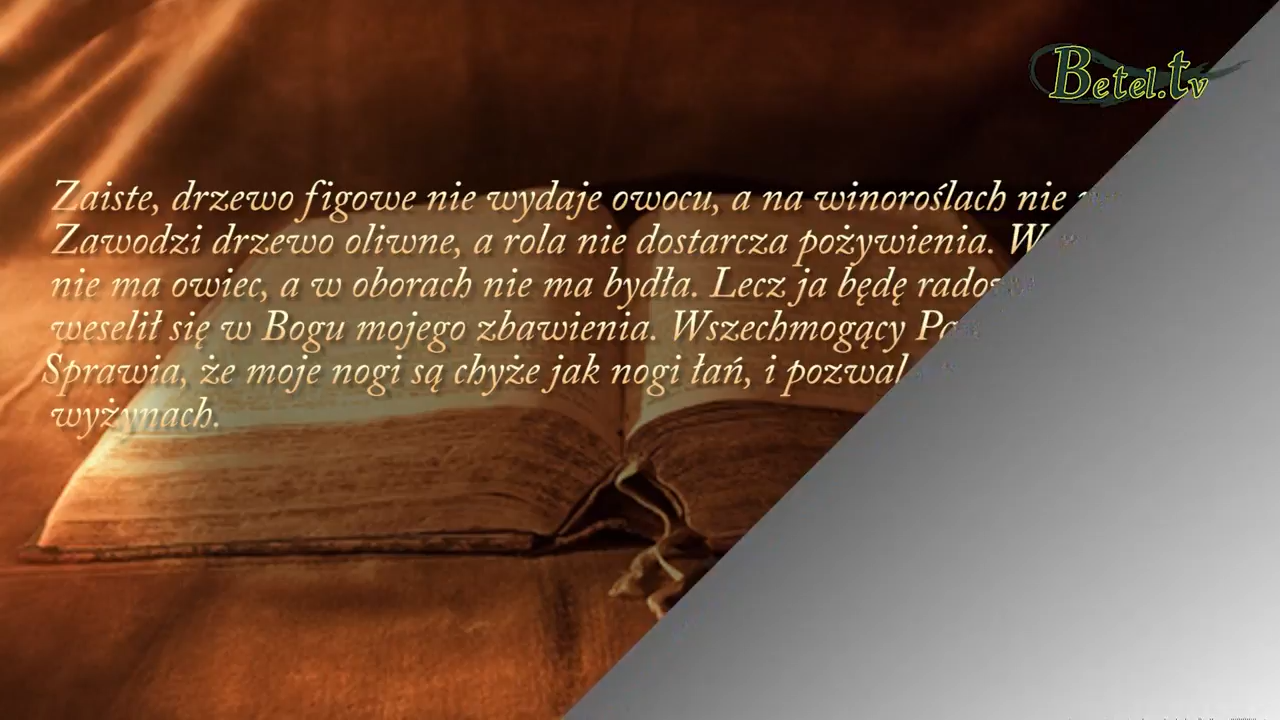 Betel.tv
Zaiste, drzewo figowe nie wydaje owocu, a na winoroślach nie
Zawodzi drzewo oliwne, a rola nie dostarcza pożywienia.
nie ma owiec, a w oborach nie ma bydła. Lecz ja będę
weselił się w Bogu mojego zbawienia. Wszechmogący
Sprawia, że moje nogi są chyże jak nogi łań, i
wyżynach.